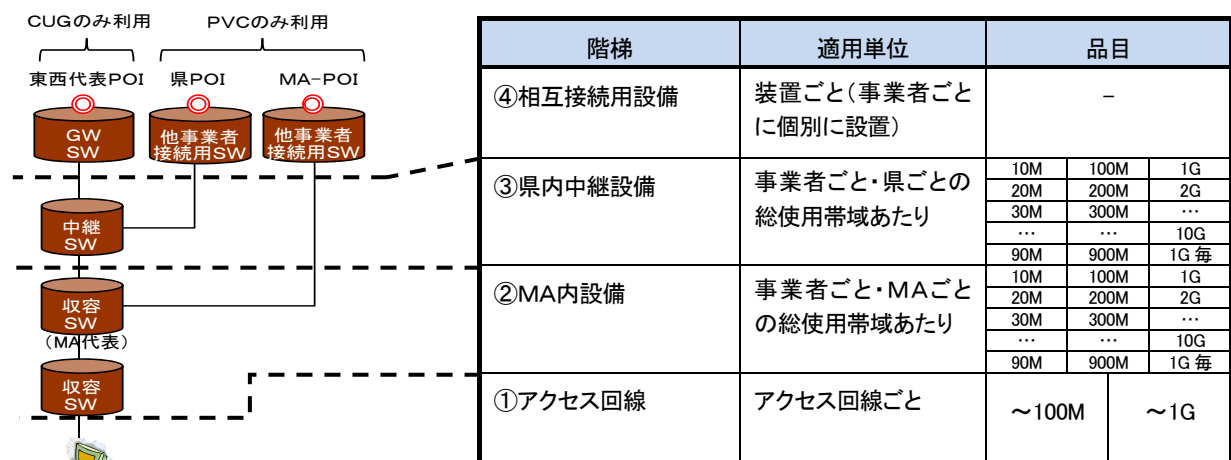 CUGのみ利用 PVCのみ利用
東西代表POI 県POI MA-POI
GW
SW
他事業者
接続用SW
他事業者
接続用SW
中継
SW
収容
SW
(MA代表)
収容
SW
階梯 適用単位 品目
④相互接続用設備 装置ごと(事業者ごと
に個別に設置)
－
③県内中継設備 事業者ごと・県ごとの
総使用帯域あたり
10M 100M 1G
20M 200M 2G
30M 300M …
… … 10G
90M 900M 1G 毎
②MA内設備 事業者ごと・MAごと
の総使用帯域あたり
10M 100M 1G
20M 200M 2G
30M 300M …
… … 10G
90M 900M 1G 毎
①アクセス回線 アクセス回線ごと ～100M ～1G